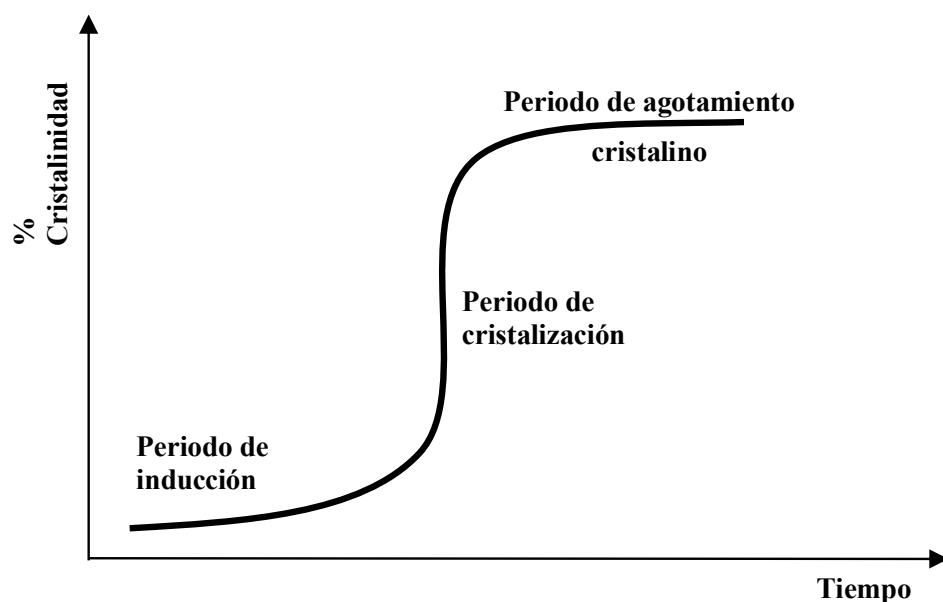 %
Cristalinidad
Periodo de agotamiento
cristalino
Periodo de
cristalización
Periodo de
inducción
Tiempo